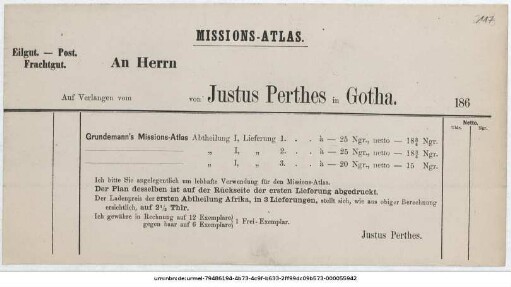 217.
MISSIONS-ATLAS.
Eilgut. — Post.
Frachtgut.
An Herrn
Auf Verlangen vom von Justus Perthes in Gotha. 186
Netto.
Thlr. Ngr.
Grundemann's Missions-Atlas Abtheilung I, Lieferung 1. . . à — 25 Ngr., netto — 18¾ Ngr.
„ I, „ 2. . . à — 25 Ngr., netto — 18¾ Ngr.
„ I, „ 3. . . à — 20 Ngr., netto — 15 Ngr.
Ich bitte Sie angelegentlich um lebhafte Verwendung für den Missions-Atlas.
Der Plan desselben ist auf der Rückseite der ersten Lieferung abgedruckt.
Der Ladenpreis der ersten Abtheilung Afrika, in 3 Lieferungen, stellt sich, wie aus obiger Berechnung
ersichtlich, auf 2⅓ Thlr.
Ich gewähre in Rechnung auf 12 Exemplare
gegen baar auf 6 Exemplare
1 Frei-Exemplar.
Justus Perthes.